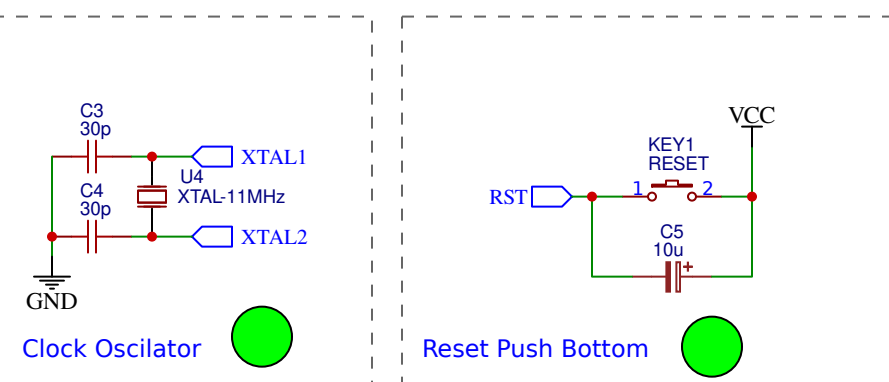 C3
30p
XTAL1
U4
XTAL-11MHz
C4
30p
XTAL2
GND
Clock Oscilator
VCC
KEY1
RESET
RST
1
2
C5
10u
+
Reset Push Bottom